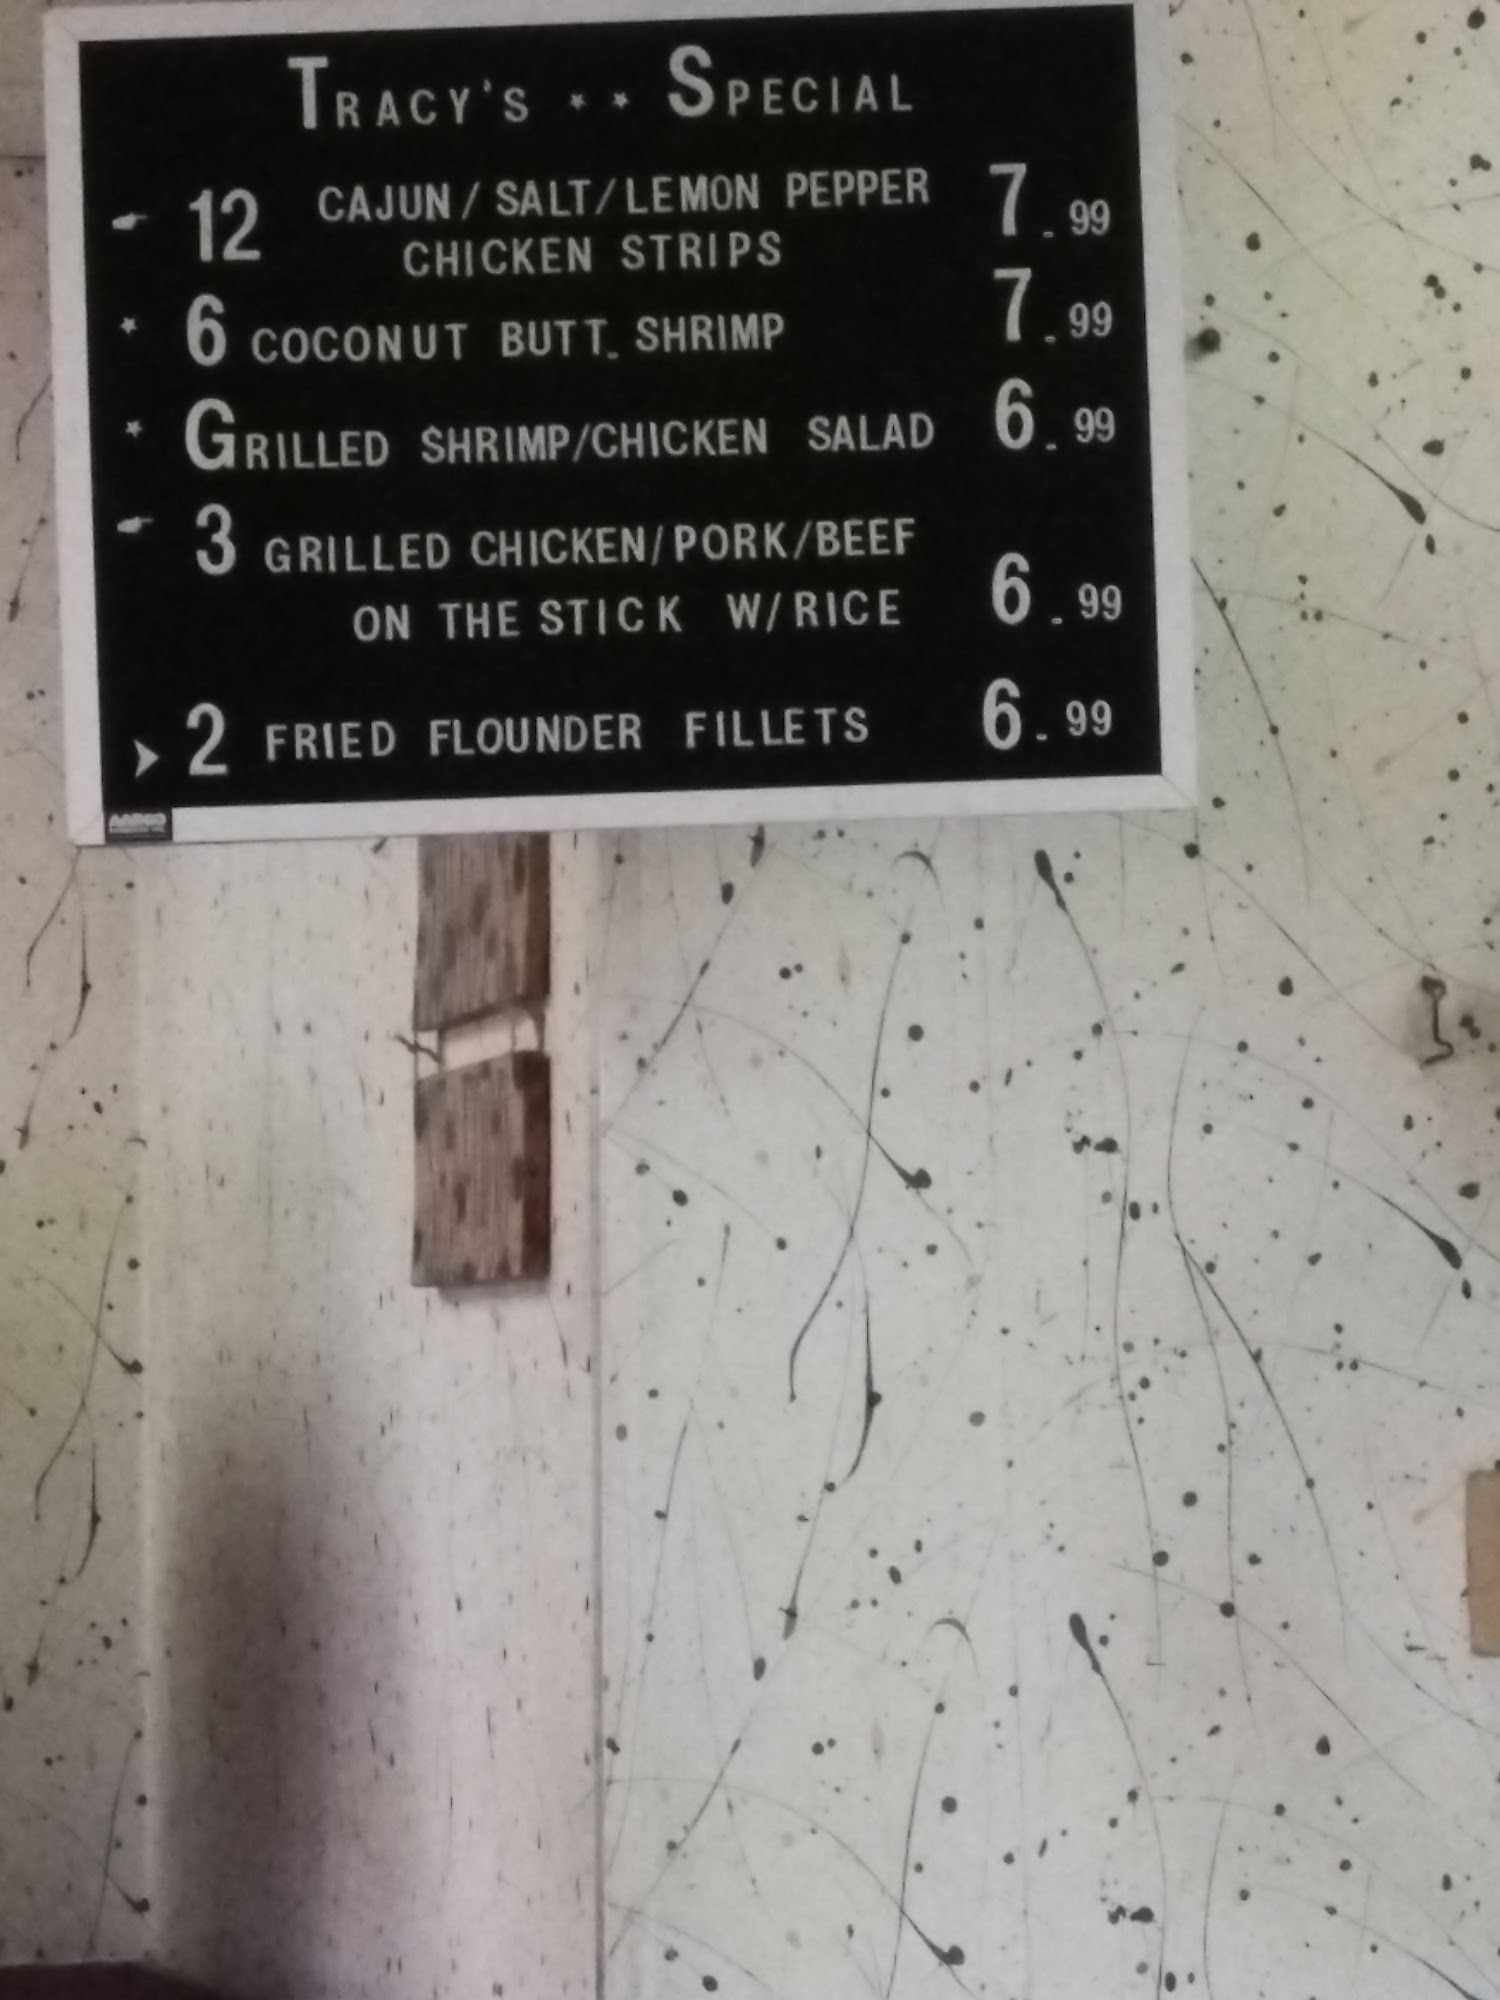 TRACY'S ** SPECIAL
12 CAJUN/SALT/LEMON PEPPER 7.99
CHICKEN STRIPS
* 6 COCONUT BUTT. SHRIMP 7.99
* GRILLED SHRIMP/CHICKEN SALAD 6.99
3 GRILLED CHICKEN/PORK/BEEF
ON THE STICK W/RICE 6.99
2 FRIED FLOUNDER FILLETS 6.99
AARCO